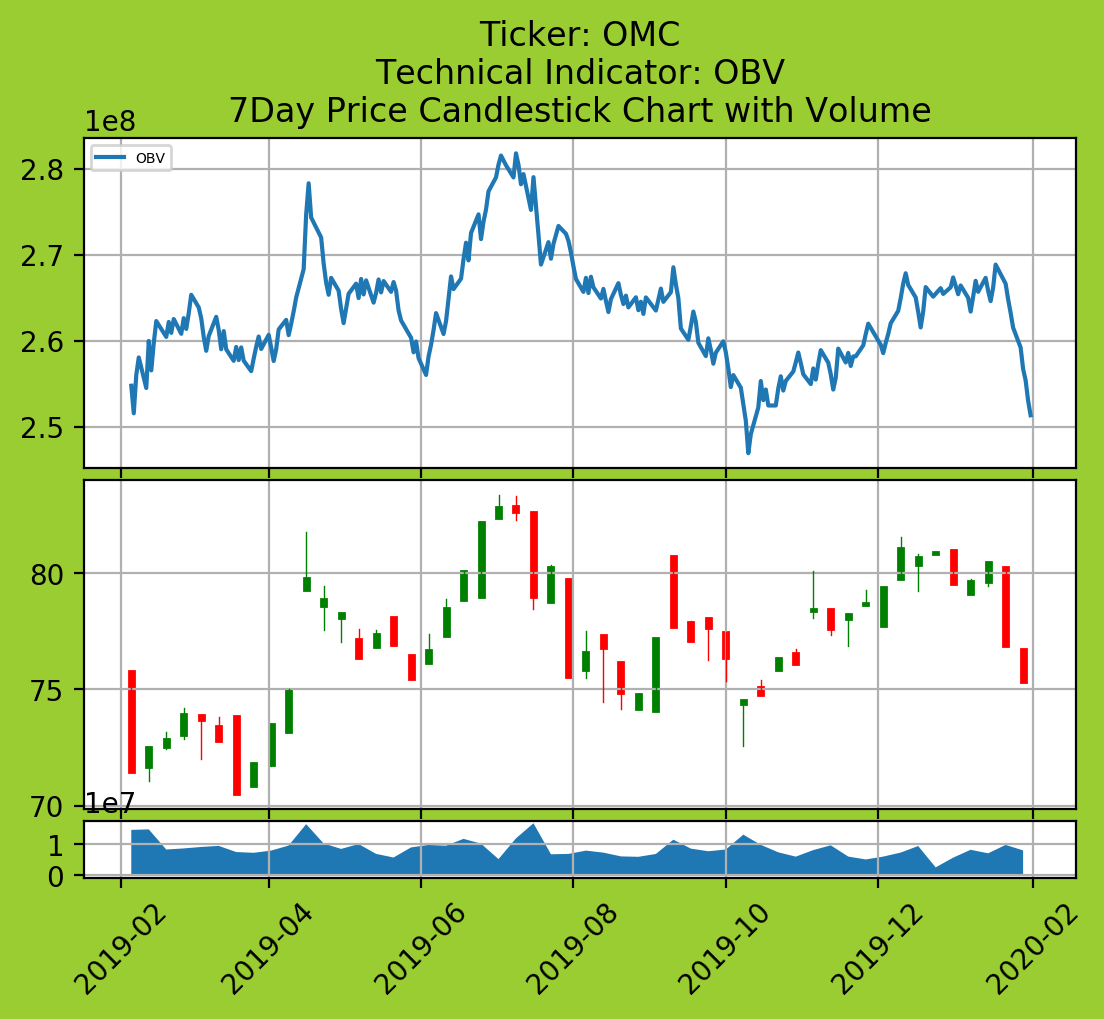 Ticker: OMC
Technical Indicator: OBV
7Day Price Candlestick Chart with Volume
1e8
OBV
2.8
2.7
2.6
2.5
80
75
70
1e7
1
0
2019-02
2019-04
2019-06
2019-08
2019-10
2019-12
2020-02